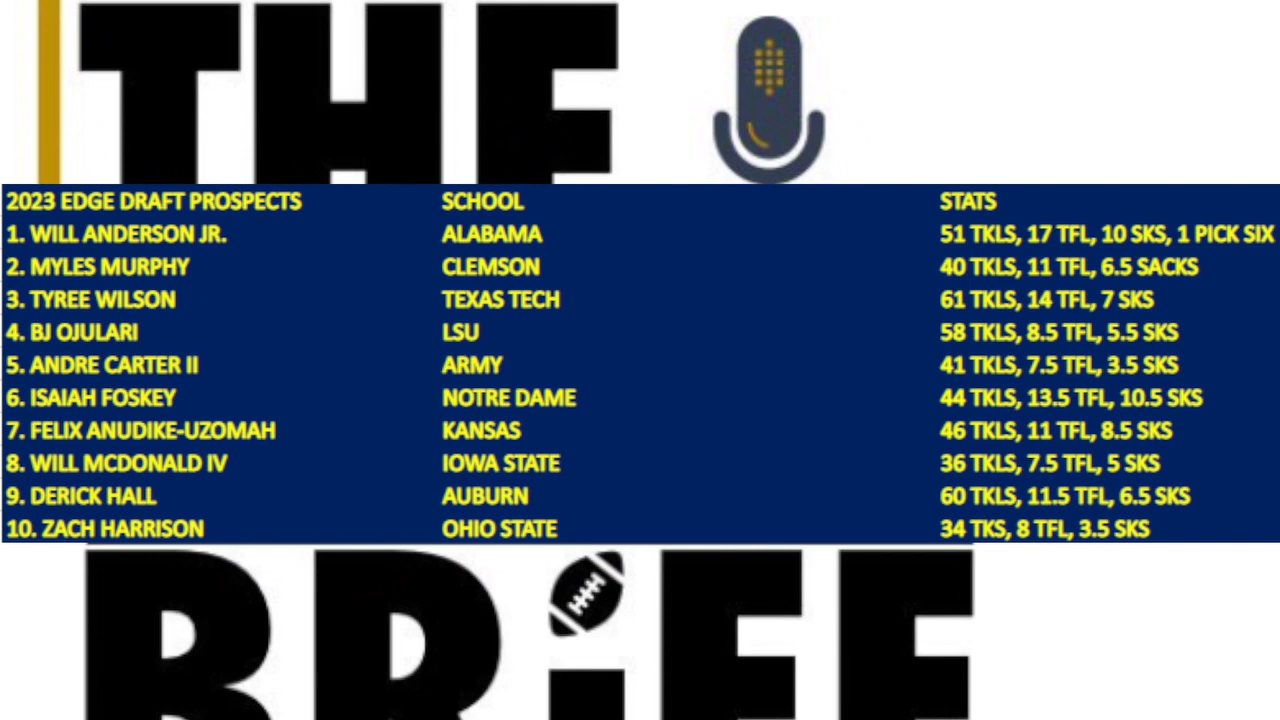 THE
2023 EDGE DRAFT PROSPECTS SCHOOL STATS
1. WILL ANDERSON JR. ALABAMA 51 TKLS, 17 TFL, 10 SKS, 1 PICK SIX
2. MYLES MURPHY CLEMSON 40 TKLS, 11 TFL, 6.5 SACKS
3. TYREE WILSON TEXAS TECH 61 TKLS, 14 TFL, 7 SKS
4. BJ OJULARI LSU 58 TKLS, 8.5 TFL, 5.5 SKS
5. ANDRE CARTER II ARMY 41 TKLS, 7.5 TFL, 3.5 SKS
6. ISAIAH FOSKEY NOTRE DAME 44 TKLS, 13.5 TFL, 10.5 SKS
7. FELIX ANUDIKE-UZOMAH KANSAS 46 TKLS, 11 TFL, 8.5 SKS
8. WILL MCDONALD IV IOWA STATE 36 TKLS, 7.5 TFL, 5 SKS
9. DERICK HALL AUBURN 60 TKLS, 11.5 TFL, 6.5 SKS
10. ZACH HARRISON OHIO STATE 34 TKS, 8 TFL, 3.5 SKS
BRiEF